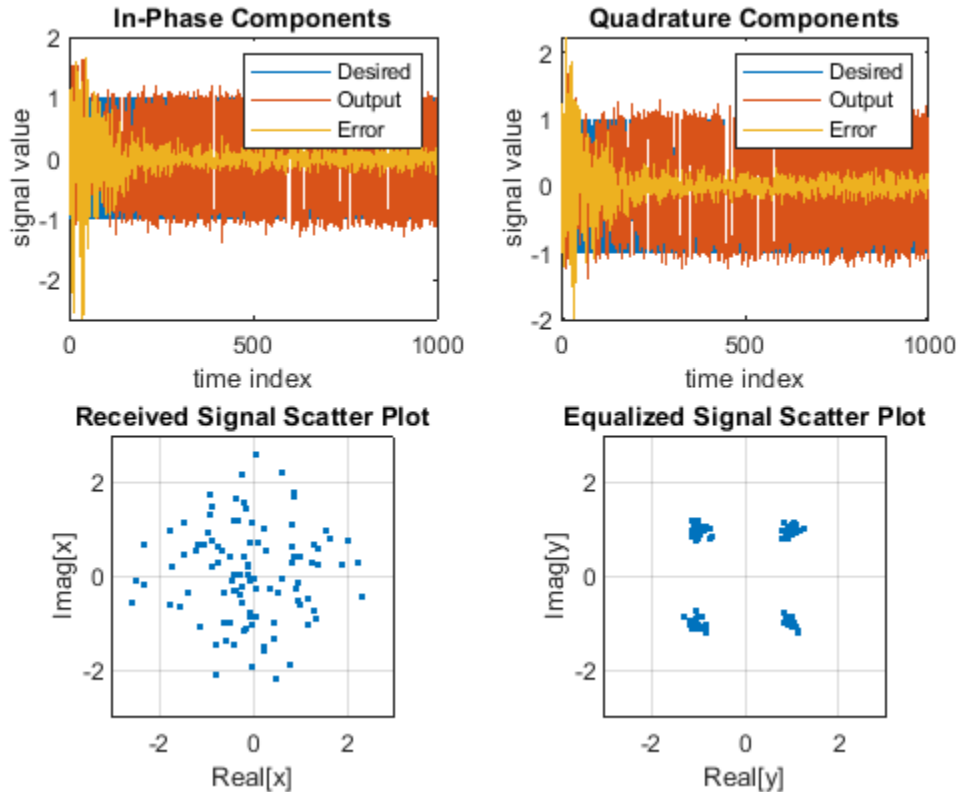 In-Phase Components
2
1
0
-1
-2
signal value
Desired
Output
Error
0
500
1000
time index
Quadrature Components
2
1
0
-1
-2
signal value
Desired
Output
Error
0
500
1000
time index
Received Signal Scatter Plot
2
0
-2
Imag[x]
-2
0
2
Real[x]
Equalized Signal Scatter Plot
2
0
-2
Imag[y]
-2
0
2
Real[y]